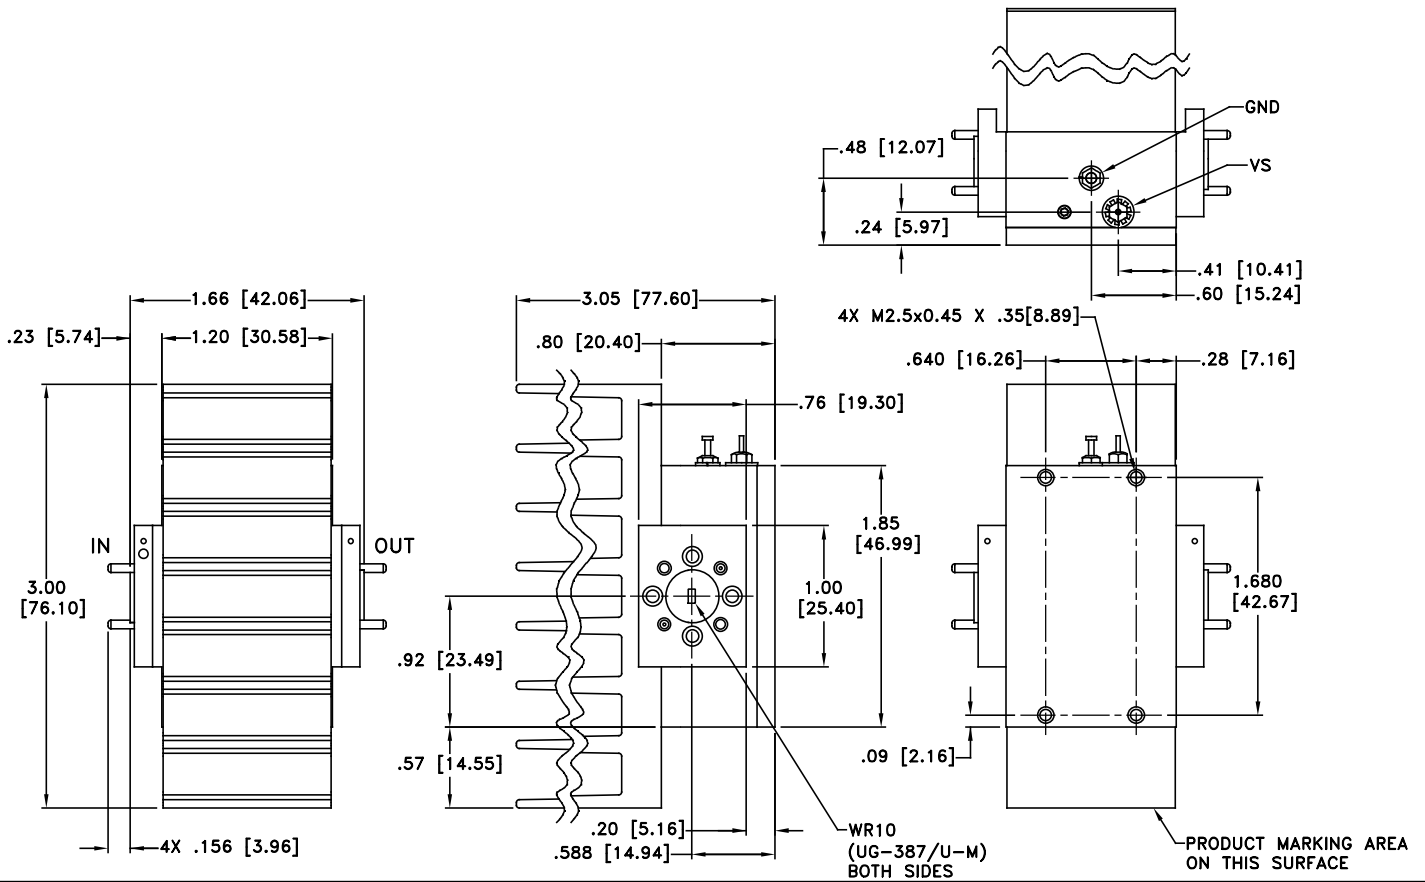 GND
.48 [12.07]
VS
.24 [5.97]
.41 [10.41]
.60 [15.24]
1.66 [42.06]
3.05 [77.60]
4X M2.5x0.45 X .35[8.89]
.23 [5.74]
1.20 [30.58]
.80 [20.40]
.640 [16.26]
.28 [7.16]
.76 [19.30]
1.85
[46.99]
IN
OUT
3.00
[76.10]
1.00
[25.40]
1.680
[42.67]
.92 [23.49]
.57 [14.55]
.09 [2.16]
.20 [5.16]
4X .156 [3.96]
.588 [14.94]
WR10
(UG-387/U-M)
BOTH SIDES
PRODUCT MARKING AREA
ON THIS SURFACE